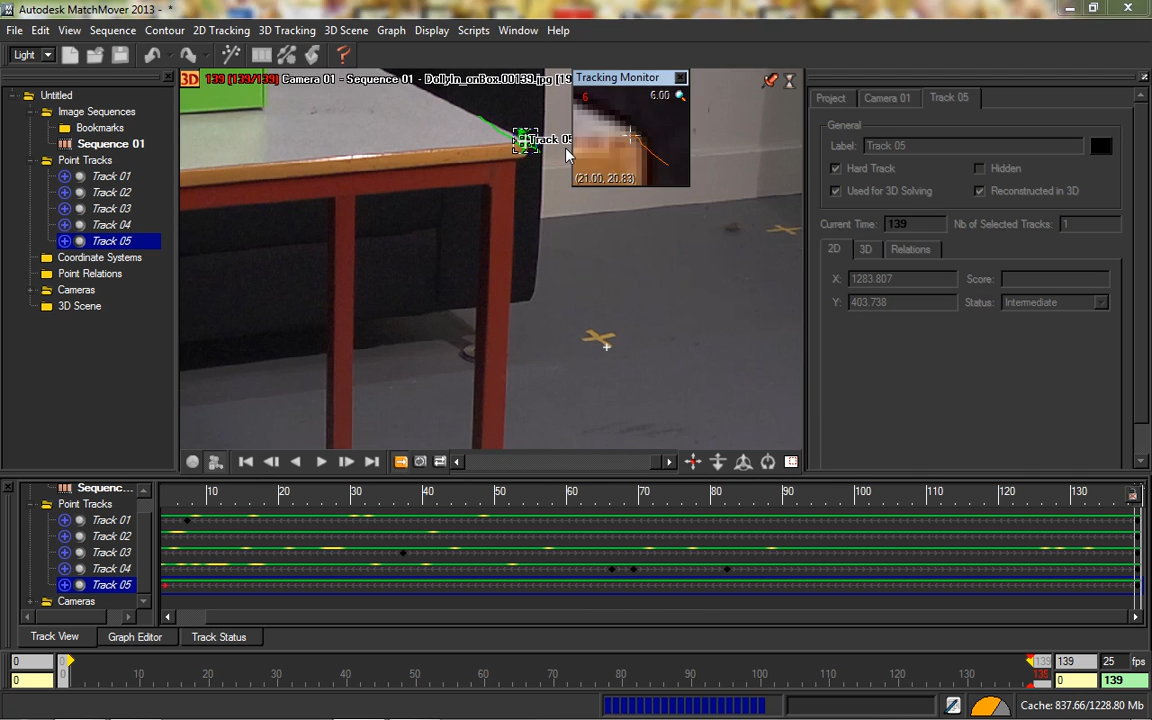 Autodesk MatchMover 2013 - *
File Edit View Sequence Contour 2D Tracking 3D Tracking 3D Scene Graph Display Scripts Window Help
Light
Untitled
Image Sequences
Bookmarks
Sequence 01
Point Tracks
Track 01
Track 02
Track 03
Track 04
Track 05
Coordinate Systems
Point Relations
Cameras
3D Scene
3D 139 (139/139) Camera 01 - Sequence 01 - DollyIn_onBox.00139.jpg [19
Track 05
Tracking Monitor
6 6.00
(21.00, 20.83)
Project Camera 01 Track 05
General
Label: Track 05
Hard Track Hidden
Used for 3D Solving Reconstructed in 3D
Current Time: 139 Nb of Selected Tracks: 1
2D 3D Relations
X: 1283.807 Score:
Y: 403.738 Status: Intermediate
Sequenc...
Point Tracks
Track 01
Track 02
Track 03
Track 04
Track 05
Cameras
10 20 30 40 50 60 70 80 90 100 110 120 130
Track View Graph Editor Track Status
0 0 139 139 25 fps
0 0 10 20 30 40 50 60 70 80 90 100 110 120 130 0 139
Cache: 837.66/1228.80 Mb